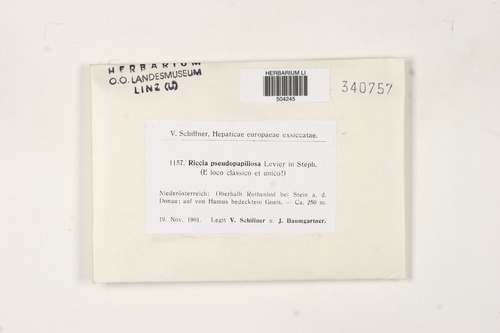 HERBARIUM
O.O. LANDESMUSEUM
LINZ (LI)
HERBARIUM LI
504245
340757
V. Schiffner, Hepaticae europaeae exsiccatae.
1157. Riccia pseudopapillosa Levier in Steph.
(E loco classico et unico!)
Niederösterreich: Oberhalb Rothenhof bei Stein a. d.
Donau; auf von Humus bedecktem Gneis. — Ca. 250 m.
19. Nov. 1901. Legit V. Schiffner u. J. Baumgartner.